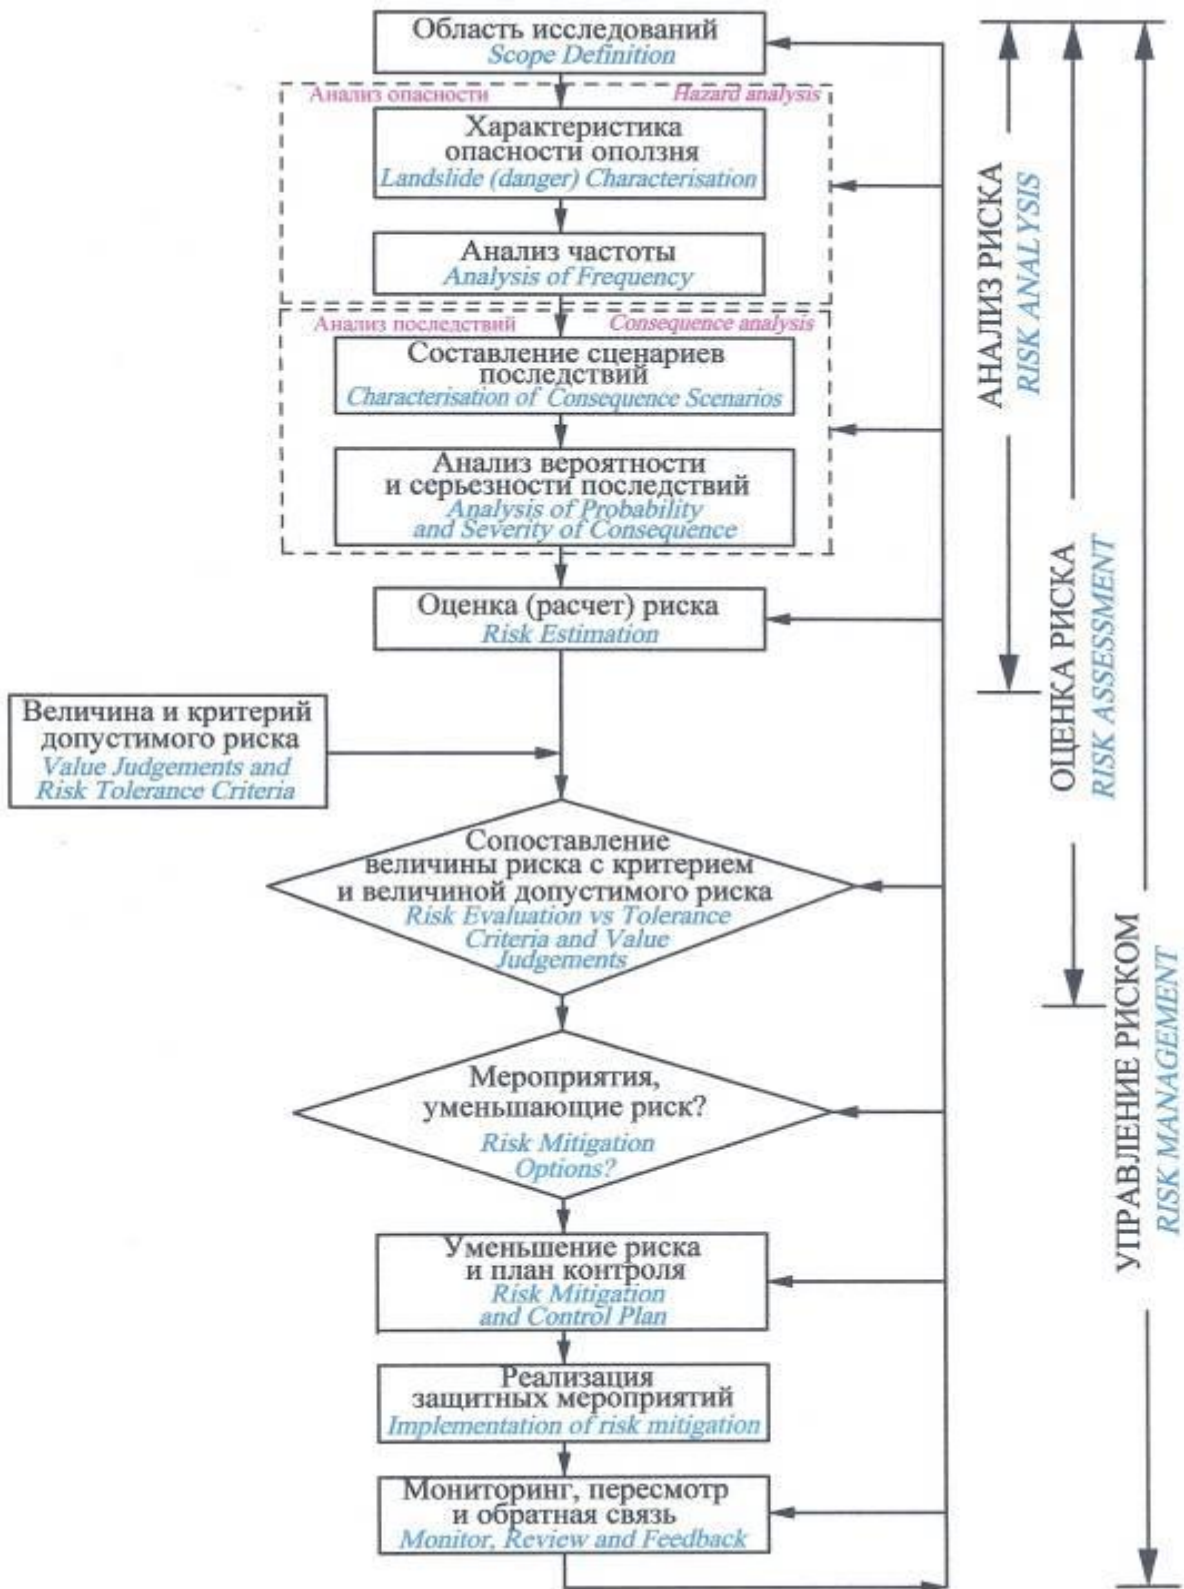 Область исследований
Scope Definition
Анализ опасности
Hazard analysis
Характеристика
опасности оползня
Landslide (danger) Characterisation
Анализ частоты
Analysis of Frequency
Анализ последствий
Consequence analysis
Составление сценариев
последствий
Characterisation of Consequence Scenarios
Анализ вероятности
и серьезности последствий
Analysis of Probability
and Severity of Consequence
Оценка (расчет) риска
Risk Estimation
Величина и критерий
допустимого риска
Value Judgements and
Risk Tolerance Criteria
Сопоставление
величины риска с критерием
и величиной допустимого риска
Risk Evaluation vs Tolerance
Criteria and Value
Judgements
Мероприятия,
уменьшающие риск?
Risk Mitigation
Options?
Уменьшение риска
и план контроля
Risk Mitigation
and Control Plan
Реализация
защитных мероприятий
Implementation of risk mitigation
Мониторинг, пересмотр
и обратная связь
Monitor, Review and Feedback
АНАЛИЗ РИСКА
RISK ANALYSIS
ОЦЕНКА РИСКА
RISK ASSESSMENT
УПРАВЛЕНИЕ РИСКОМ
RISK MANAGEMENT